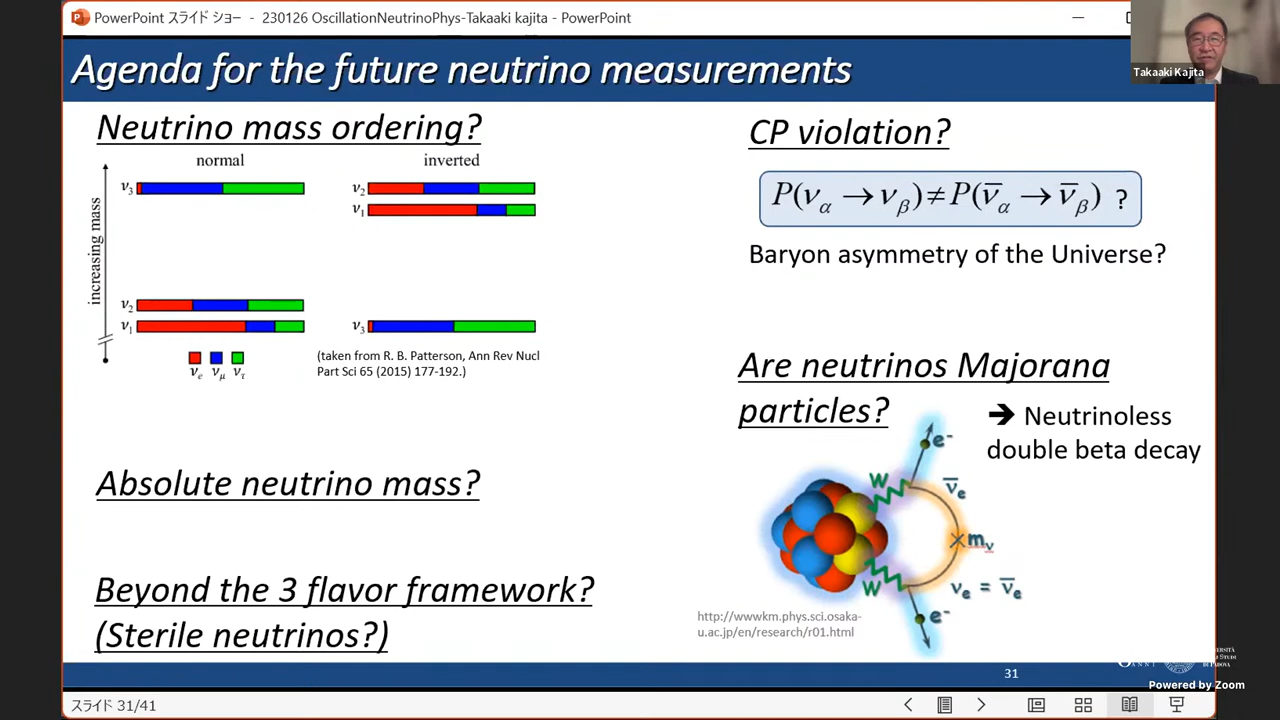 PowerPoint スライド ショー - 230126 OscillationNeutrinoPhys-Takaaki kajita - PowerPoint
Takaaki Kajita
Agenda for the future neutrino measurements
Neutrino mass ordering?
normal
inverted
increasing mass
ν3
ν2
ν1
ν2
ν1
ν3
νe νμ ντ
(taken from R. B. Patterson, Ann Rev Nucl
Part Sci 65 (2015) 177-192.)
Absolute neutrino mass?
Beyond the 3 flavor framework?
(Sterile neutrinos?)
CP violation?
P(να → νβ) ≠ P(ν̅α → ν̅β) ?
Baryon asymmetry of the Universe?
Are neutrinos Majorana
particles?
➔ Neutrinoless
double beta decay
e-
W
ν̅e
mν
W
νe = ν̅e
e-
http://wwwkm.phys.sci.osaka-
u.ac.jp/en/research/r01.html
31
UNIVERSITÀ
DEGLI STUDI
DI PADOVA
Powered by Zoom
スライド 31/41